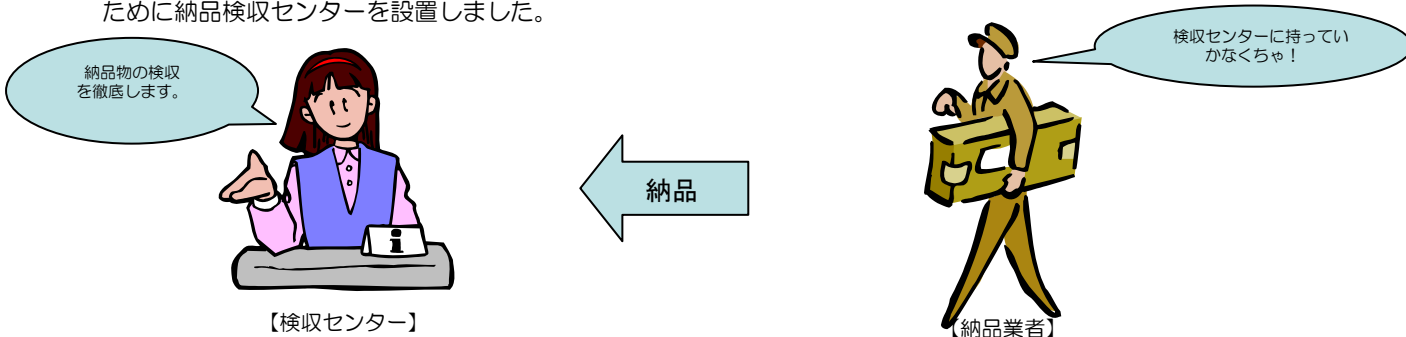 ために納品検収センターを設置しました。
納品物の検収
を徹底します。
検収センターに持ってい
かなくちゃ！
納品
i
【検収センター】
【納品業者】